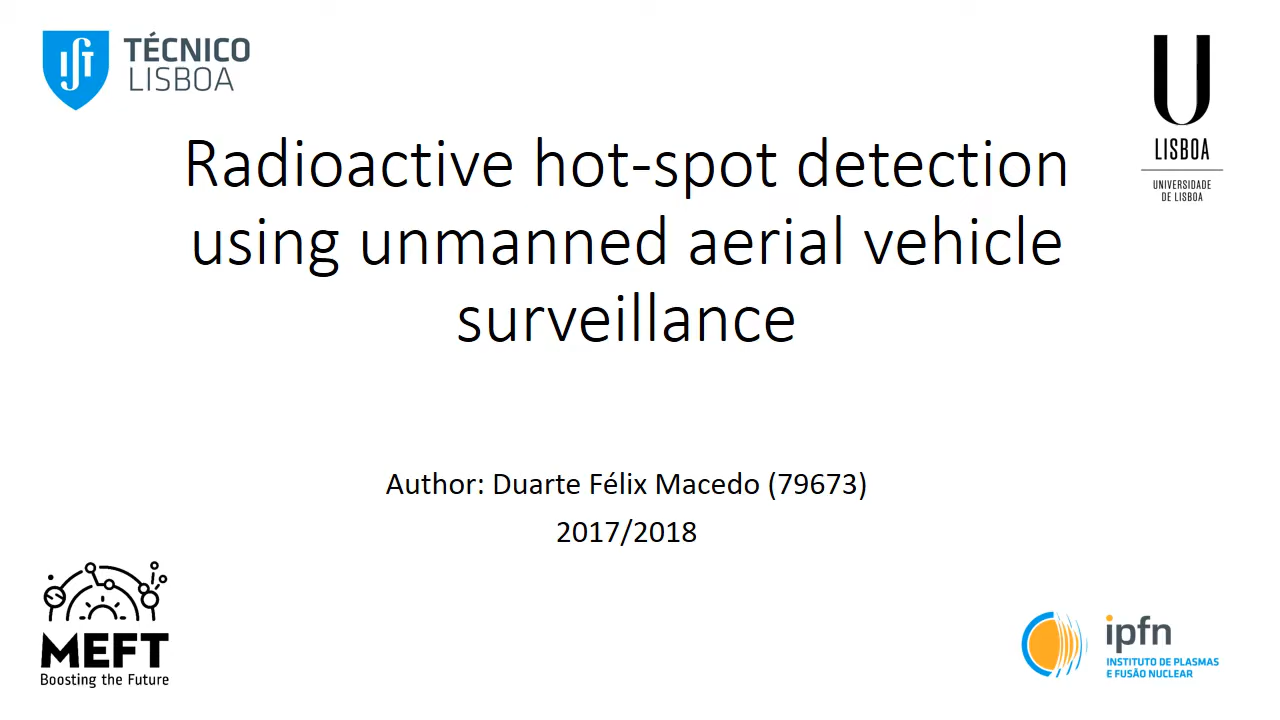 TÉCNICO
LISBOA
U
LISBOA
UNIVERSIDADE
DE LISBOA
Radioactive hot-spot detection
using unmanned aerial vehicle
surveillance
Author: Duarte Félix Macedo (79673)
2017/2018
MEFT
Boosting the Future
ipfn
INSTITUTO DE PLASMAS
E FUSÃO NUCLEAR